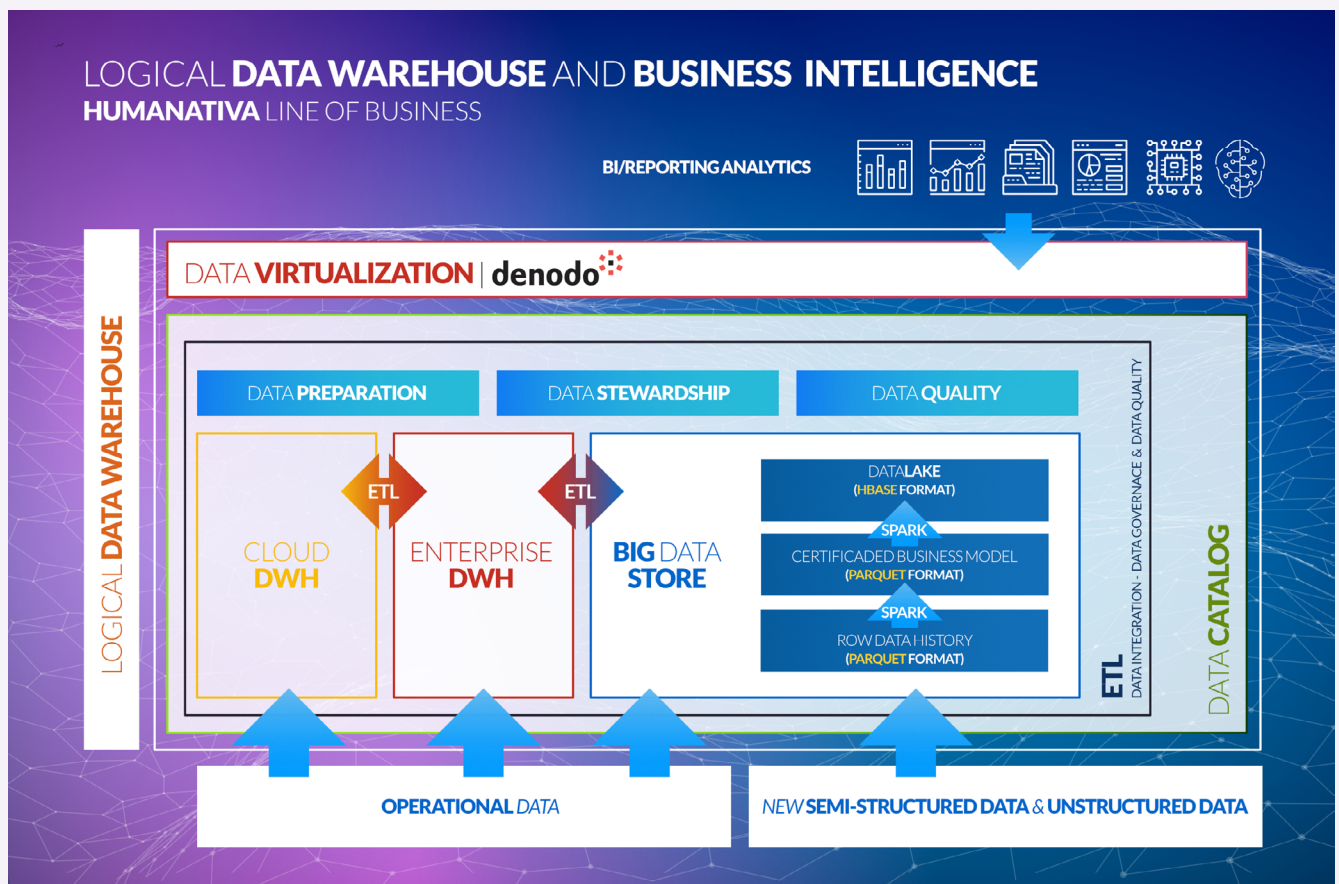 LOGICAL DATA WAREHOUSE AND BUSINESS INTELLIGENCE
HUMANATIVA LINE OF BUSINESS
BI/REPORTING ANALYTICS
LOGICAL DATA WAREHOUSE
DATA VIRTUALIZATION | denodo
DATA PREPARATION
DATA STEWARDSHIP
DATA QUALITY
CLOUD
DWH
ETL
ENTERPRISE
DWH
ETL
BIG DATA
STORE
DATALAKE
(HBASE FORMAT)
SPARK
CERTIFICADED BUSINESS MODEL
(PARQUET FORMAT)
SPARK
ROW DATA HISTORY
(PARQUET FORMAT)
ETL
DATA INTEGRATION - DATA GOVERNACE & DATA QUALITY
DATA CATALOG
OPERATIONAL DATA
NEW SEMI-STRUCTURED DATA & UNSTRUCTURED DATA